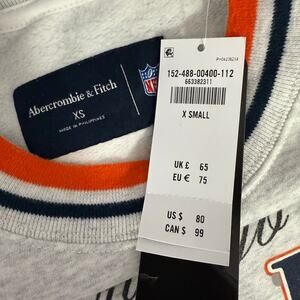 Abercrombie & Fitch
XS
MADE IN PHILIPPINES
NFL
152-488-00400-112
663382311
X SMALL
UK £ 65
EU € 75
US $ 80
CAN $ 99